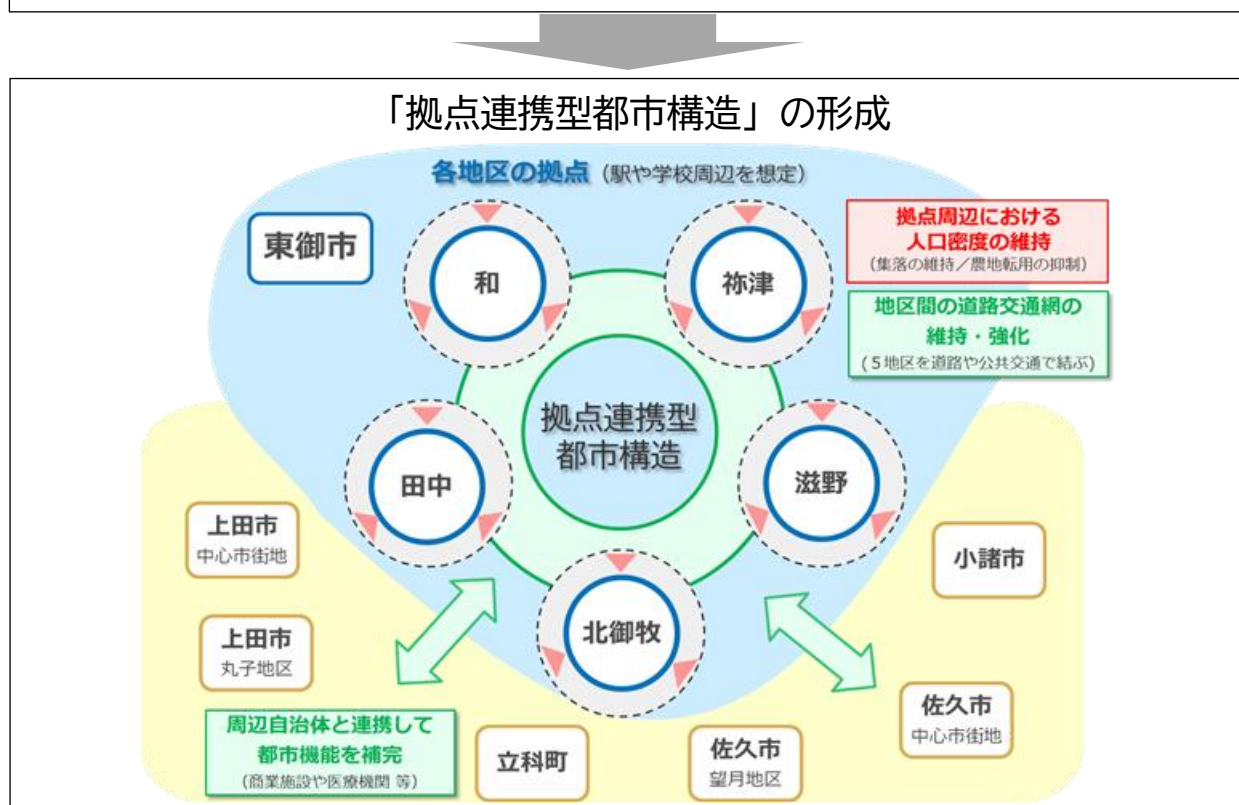 「拠点連携型都市構造」の形成
各地区の拠点（駅や学校周辺を想定）
東御市
和
祢津
拠点周辺における
人口密度の維持
(集落の維持／農地転用の抑制)
地区間の道路交通網の
維持・強化
(５地区を道路や公共交通で結ぶ)
拠点連携型
都市構造
田中
滋野
上田市
中心市街地
小諸市
北御牧
上田市
丸子地区
佐久市
中心市街地
周辺自治体と連携して
都市機能を補完
(商業施設や医療機関 等)
立科町
佐久市
望月地区